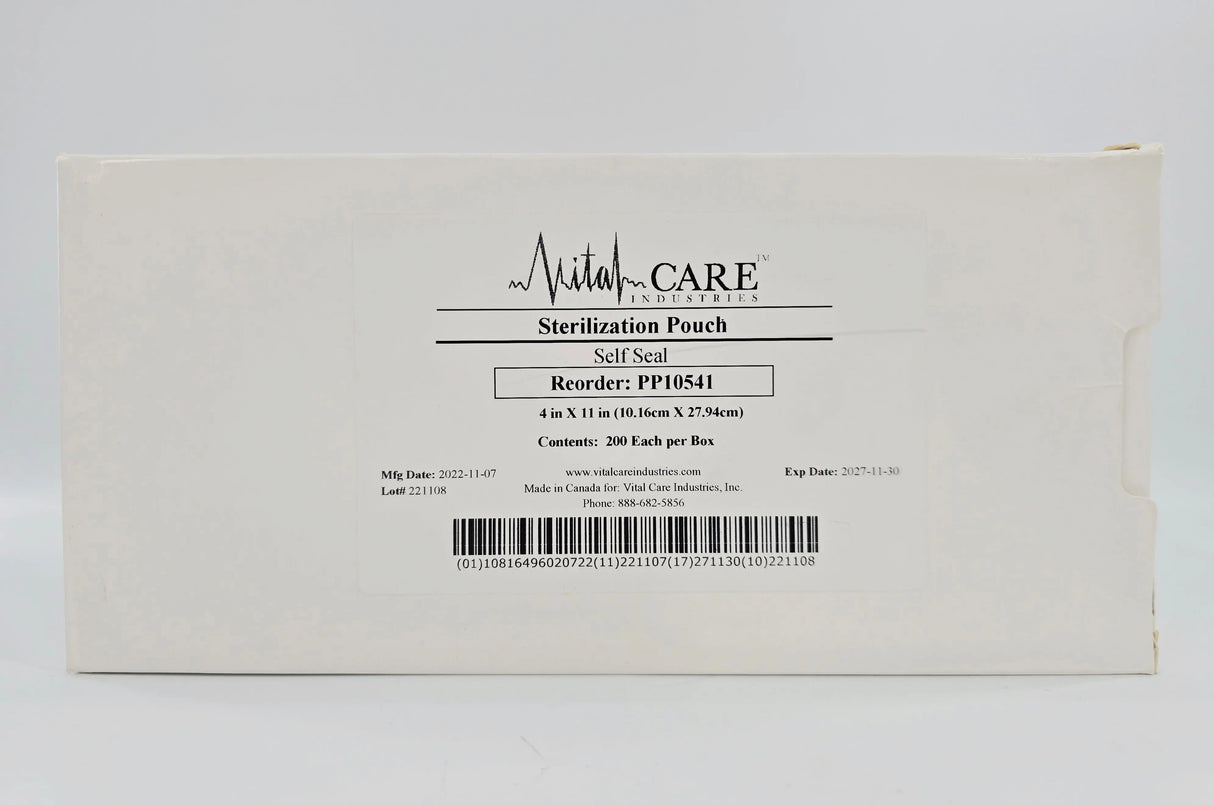 Vital CARE™
INDUSTRIES
Sterilization Pouch
Self Seal
Reorder: PP10541
4 in X 11 in (10.16cm X 27.94cm)
Contents: 200 Each per Box
Mfg Date: 2022-11-07
www.vitalcareindustries.com
Exp Date: 2027-11-30
Lot# 221108
Made in Canada for: Vital Care Industries, Inc.
Phone: 888-682-5856
(01)10816496020722(11)221107(17)271130(10)221108